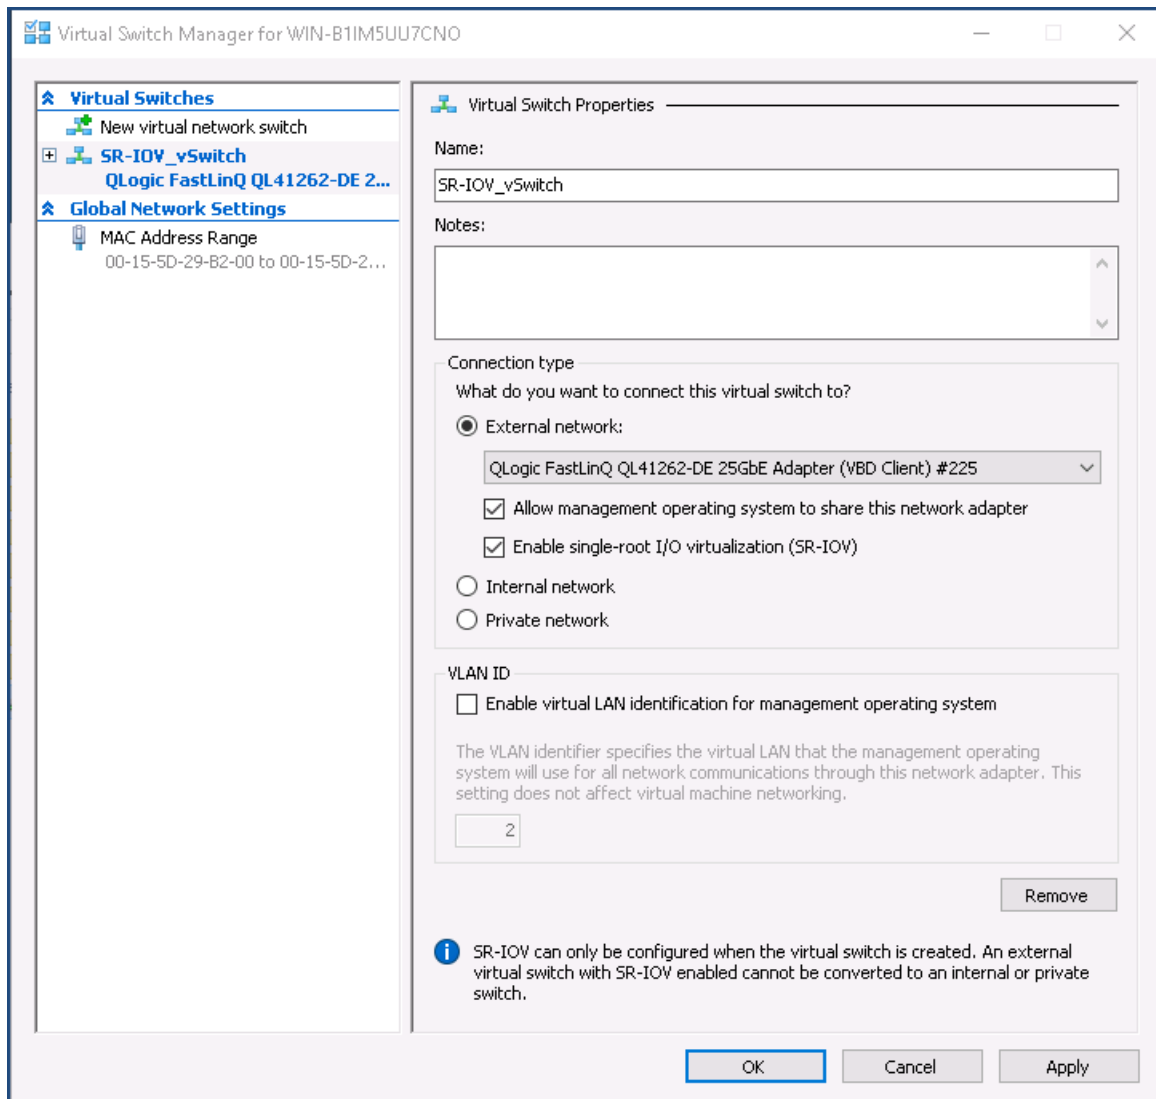 Virtual Switch Manager for WIN-B1IM5UU7CNO
Virtual Switches
New virtual network switch
SR-IOV_vSwitch
QLogic FastLinQ QL41262-DE 2...
Global Network Settings
MAC Address Range
00-15-5D-29-B2-00 to 00-15-5D-2...
Virtual Switch Properties
Name:
SR-IOV_vSwitch
Notes:
Connection type
What do you want to connect this virtual switch to?
External network:
QLogic FastLinQ QL41262-DE 25GbE Adapter (VBD Client) #225
Allow management operating system to share this network adapter
Enable single-root I/O virtualization (SR-IOV)
Internal network
Private network
VLAN ID
Enable virtual LAN identification for management operating system
The VLAN identifier specifies the virtual LAN that the management operating
system will use for all network communications through this network adapter. This
setting does not affect virtual machine networking.
2
Remove
SR-IOV can only be configured when the virtual switch is created. An external
virtual switch with SR-IOV enabled cannot be converted to an internal or private
switch.
OK
Cancel
Apply